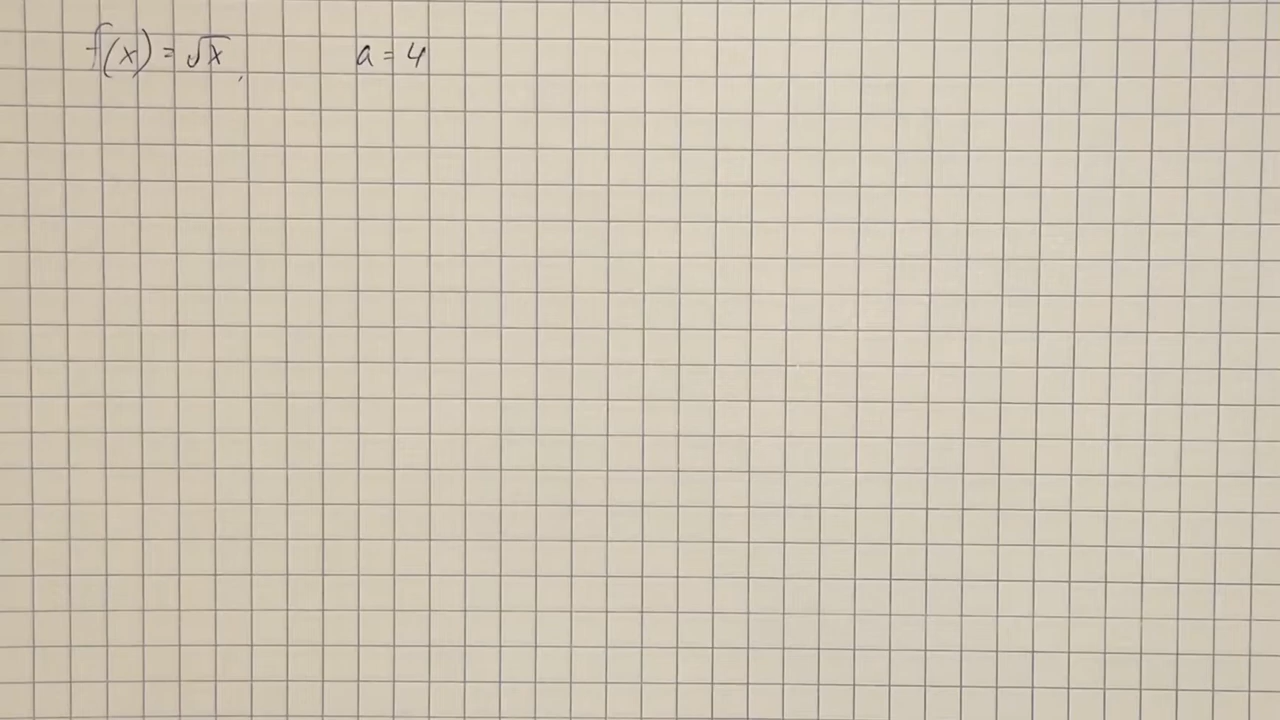 f(x) = √x, a = 4